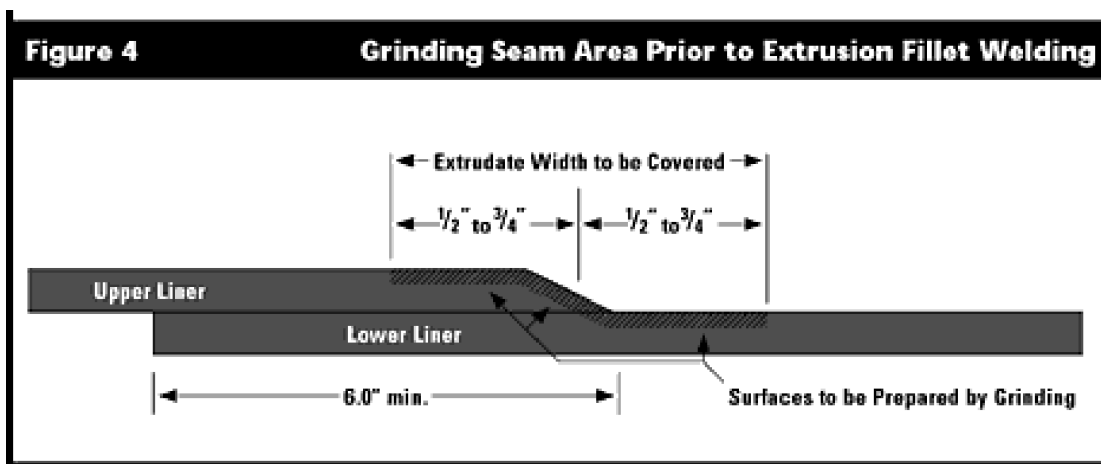 Figure 4 Grinding Seam Area Prior to Extrusion Fillet Welding
Extrudate Width to be Covered
1/2" to 3/4" 1/2" to 3/4"
Upper Liner
Lower Liner
6.0" min.
Surfaces to be Prepared by Grinding